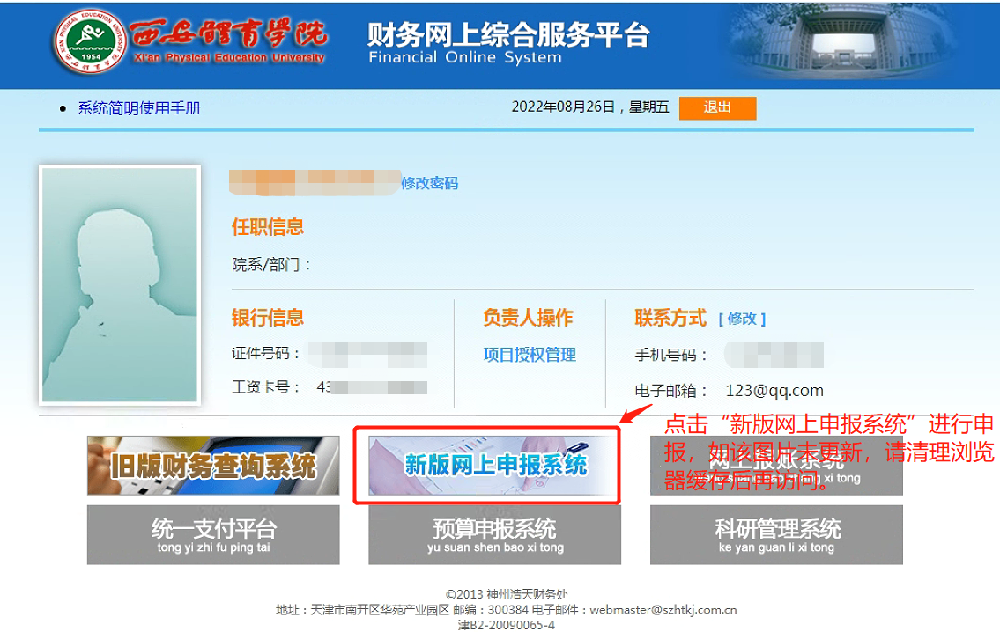 西安體育學院
Xi'an Physical Education University
XI'AN PHYSICAL EDUCATION UNIVERSITY
1954
财务网上综合服务平台
Financial Online System
系统简明使用手册
2022年08月26日，星期五
退出
修改密码
任职信息
院系/部门：
银行信息
负责人操作
联系方式 [ 修改 ]
证件号码：
项目授权管理
手机号码：
工资卡号： 43
电子邮箱： 123@qq.com
点击“新版网上申报系统”进行申
报，如该图片未更新，请清理浏览
器缓存后再访问。
旧版财务查询系统
新版网上申报系统
网上报账系统
wang shang bao zhang xi tong
统一支付平台
tong yi zhi fu ping tai
预算申报系统
yu suan shen bao xi tong
科研管理系统
ke yan guan li xi tong
©2013 神州浩天财务处
地址：天津市南开区华苑产业园区 邮编：300384 电子邮件：webmaster@szhtkj.com.cn
津B2-20090065-4